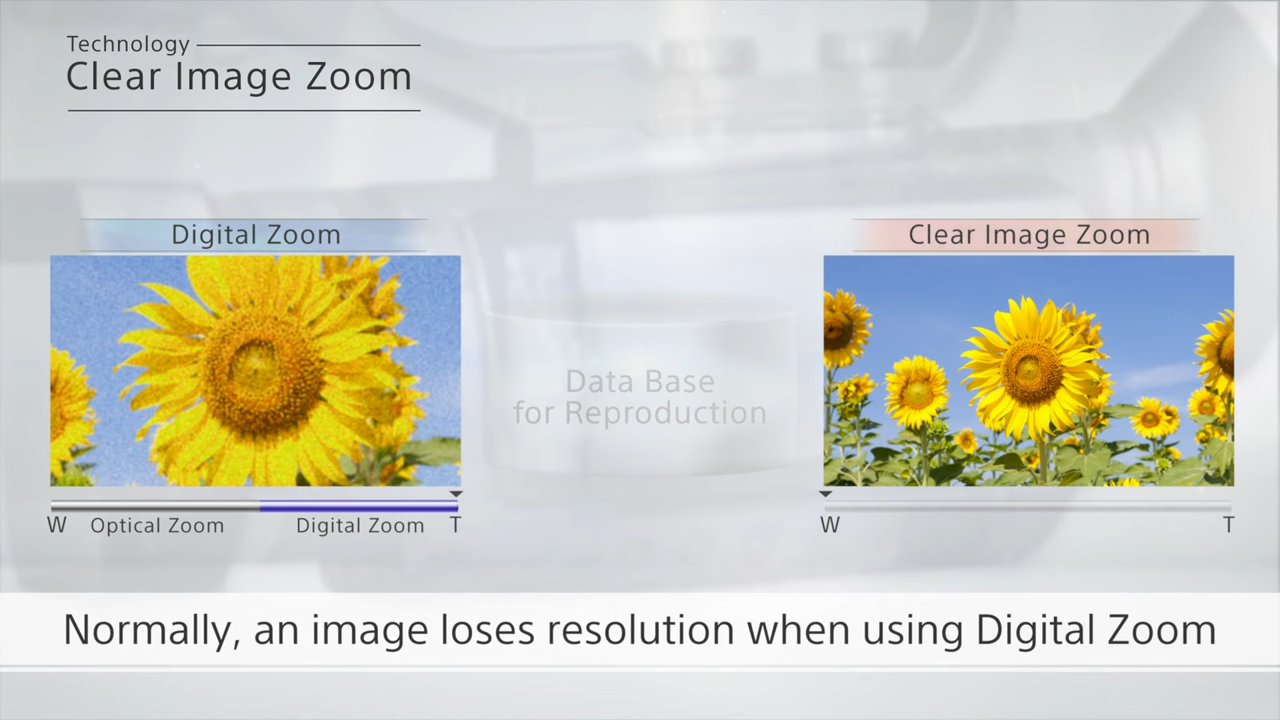 Technology
Clear Image Zoom
Digital Zoom
Clear Image Zoom
Data Base
for Reproduction
W Optical Zoom Digital Zoom T
W T
Normally, an image loses resolution when using Digital Zoom